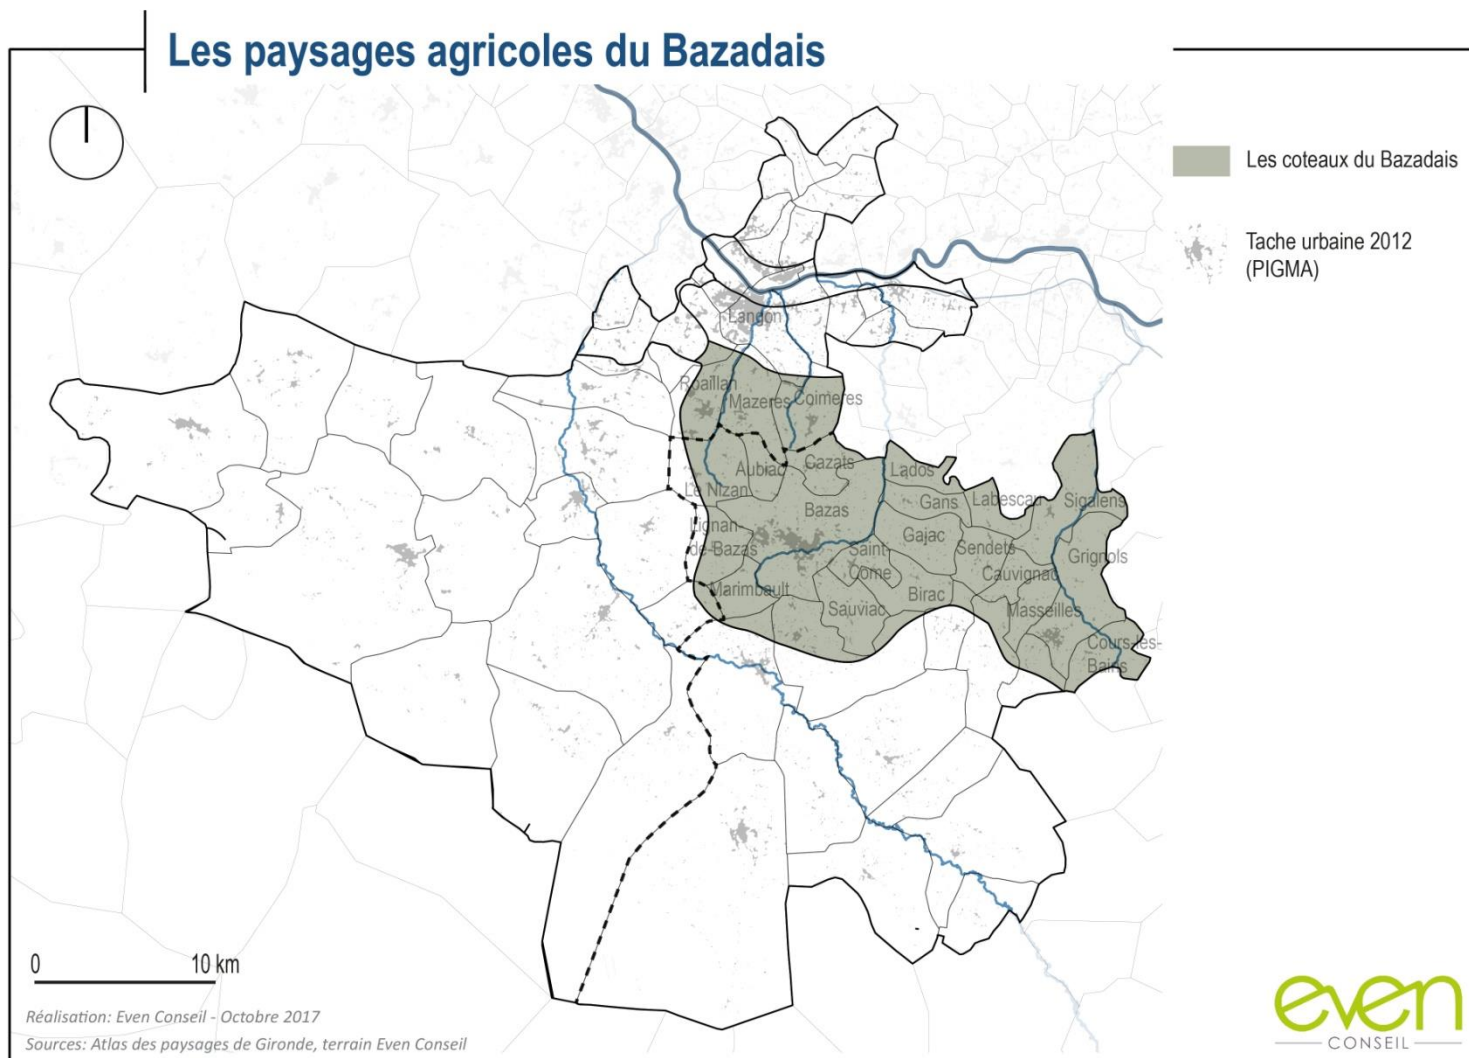 Les paysages agricoles du Bazadais
Les coteaux du Bazadais
Tache urbaine 2012
(PIGMA)
Langon
Roaillan
Mazeres
Coimeres
Aubiac
Cazats
Lados
Le Nizan
Gans
Labescau
Sigalens
Bazas
Lignan-
de-Bazas
Gajac
Sendets
Grignols
Saint
Come
Cauvignac
Marimbault
Birac
Sauviac
Masseilles
Cours-les-
Bains
0 10 km
Réalisation: Even Conseil - Octobre 2017
Sources: Atlas des paysages de Gironde, terrain Even Conseil
even
CONSEIL